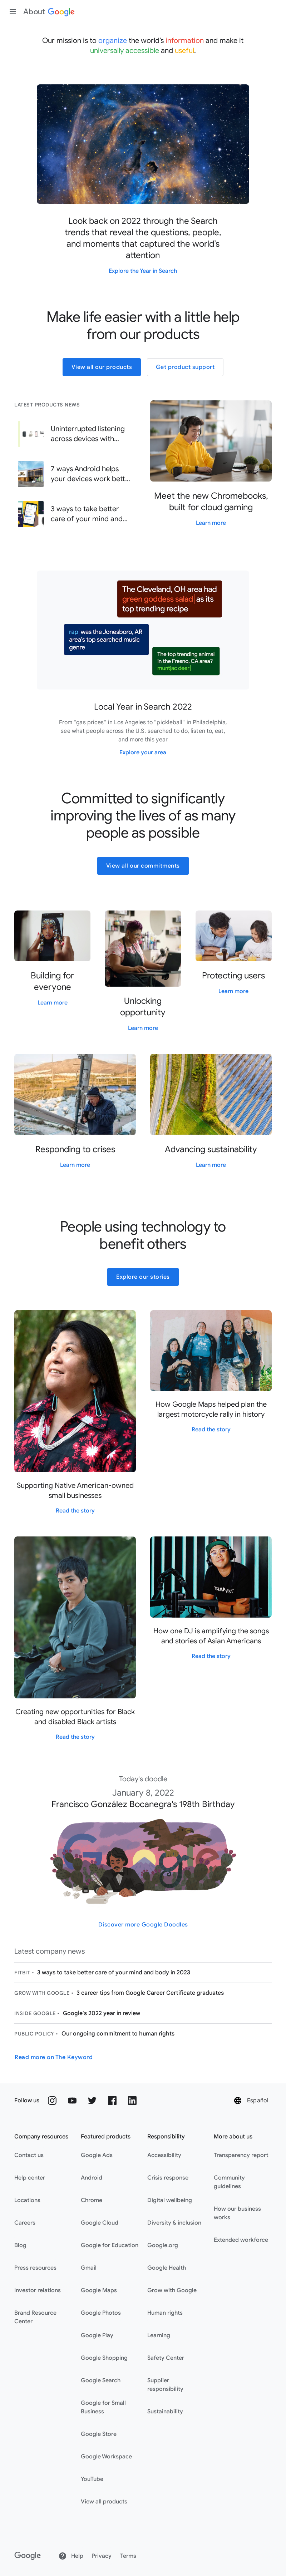 About Google
Our mission is to organize the world's information and make it
universally accessible and useful.
Look back on 2022 through the Search
trends that reveal the questions, people,
and moments that captured the world's
attention
Explore the Year in Search
Make life easier with a little help
from our products
View all our products
Get product support
LATEST PRODUCTS NEWS
Uninterrupted listening
across devices with...
7 ways Android helps
your devices work bett...
3 ways to take better
care of your mind and...
Meet the new Chromebooks,
built for cloud gaming
Learn more
The Cleveland, OH area had
green goddess salad as its
top trending recipe
rap was the Jonesboro, AR
area's top searched music
genre
The top trending animal
in the Fresno, CA area?
muntjac deer
Local Year in Search 2022
From "gas prices" in Los Angeles to "pickleball" in Philadelphia,
see what people across the U.S. searched to do, listen to, eat,
and more this year
Explore your area
Committed to significantly
improving the lives of as many
people as possible
View all our commitments
Building for
everyone
Learn more
Unlocking
opportunity
Learn more
Protecting users
Learn more
Responding to crises
Learn more
Advancing sustainability
Learn more
People using technology to
benefit others
Explore our stories
Supporting Native American-owned
small businesses
Read the story
How Google Maps helped plan the
largest motorcycle rally in history
Read the story
Creating new opportunities for Black
and disabled Black artists
Read the story
How one DJ is amplifying the songs
and stories of Asian Americans
Read the story
Today's doodle
January 8, 2022
Francisco González Bocanegra's 198th Birthday
Discover more Google Doodles
Latest company news
FITBIT • 3 ways to take better care of your mind and body in 2023
GROW WITH GOOGLE • 3 career tips from Google Career Certificate graduates
INSIDE GOOGLE • Google's 2022 year in review
PUBLIC POLICY • Our ongoing commitment to human rights
Read more on The Keyword
Follow us
Español
Company resources
Contact us
Help center
Locations
Careers
Blog
Press resources
Investor relations
Brand Resource
Center
Featured products
Google Ads
Android
Chrome
Google Cloud
Google for Education
Gmail
Google Maps
Google Photos
Google Play
Google Shopping
Google Search
Google for Small
Business
Google Store
Google Workspace
YouTube
View all products
Responsibility
Accessibility
Crisis response
Digital wellbeing
Diversity & inclusion
Google.org
Google Health
Grow with Google
Human rights
Learning
Safety Center
Supplier
responsibility
Sustainability
More about us
Transparency report
Community
guidelines
How our business
works
Extended workforce
Google
Help
Privacy
Terms